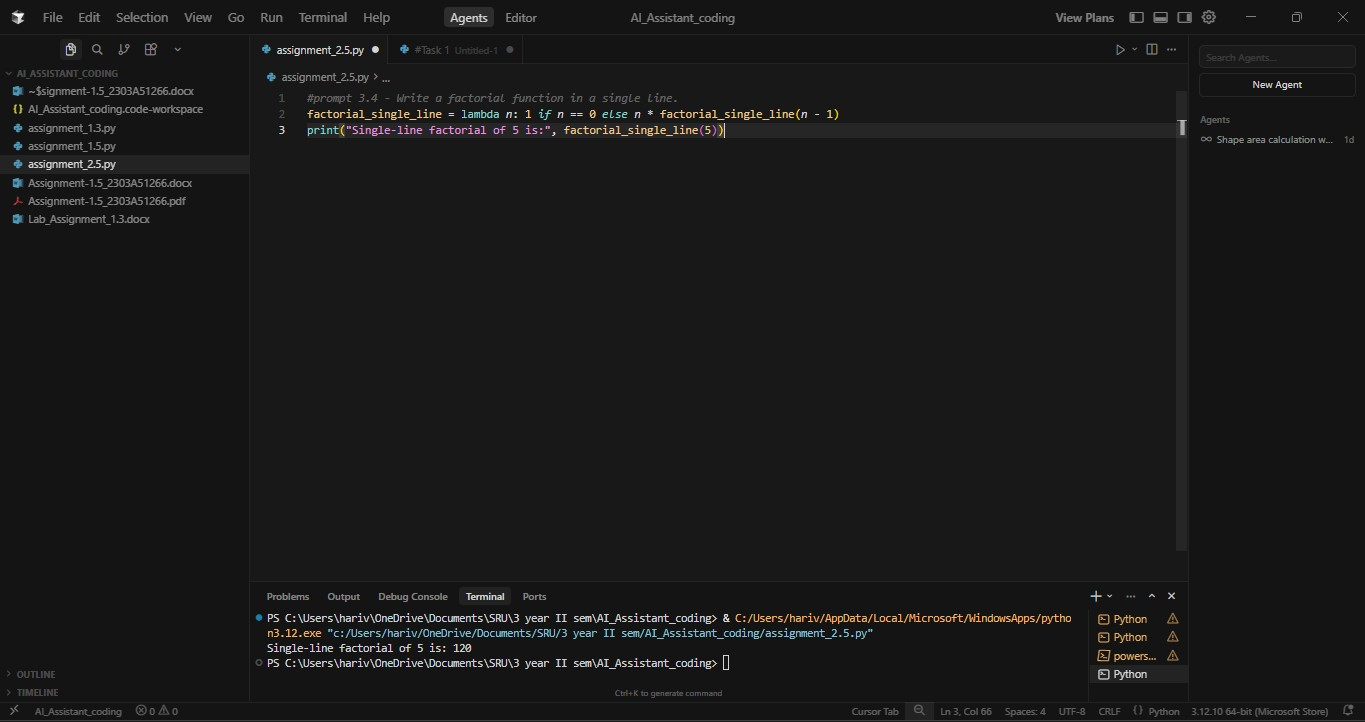 File Edit Selection View Go Run Terminal Help Agents Editor AI_Assistant_coding View Plans
AI_ASSISTANT_CODING
~$signment-1.5_2303A51266.docx
AI_Assistant_coding.code-workspace
assignment_1.3.py
assignment_1.5.py
assignment_2.5.py
Assignment-1.5_2303A51266.docx
Assignment-1.5_2303A51266.pdf
Lab_Assignment_1.3.docx
OUTLINE
TIMELINE
assignment_2.5.py #Task 1 Untitled-1
assignment_2.5.py > ...
1 #prompt 3.4 - Write a factorial function in a single line.
2 factorial_single_line = lambda n: 1 if n == 0 else n * factorial_single_line(n - 1)
3 print("Single-line factorial of 5 is:", factorial_single_line(5))
Problems Output Debug Console Terminal Ports
PS C:\Users\hariv\OneDrive\Documents\SRU\3 year II sem\AI_Assistant_coding> & C:/Users/hariv/AppData/Local/Microsoft/WindowsApps/pytho
n3.12.exe "c:/Users/hariv/OneDrive/Documents/SRU/3 year II sem/AI_Assistant_coding/assignment_2.5.py"
Single-line factorial of 5 is: 120
PS C:\Users\hariv\OneDrive\Documents\SRU\3 year II sem\AI_Assistant_coding>
Ctrl+K to generate command
Python
Python
powers...
Python
Search Agents...
New Agent
Agents
Shape area calculation w... 1d
AI_Assistant_coding 0 0 Cursor Tab Ln 3, Col 66 Spaces: 4 UTF-8 CRLF {} Python 3.12.10 64-bit (Microsoft Store)